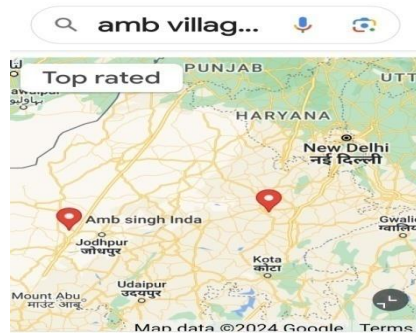 amb villag...
Top rated
PUNJAB
UTT
HARYANA
New Delhi
नई दिल्ली
Amb singh Inda
Jodhpur
जोधपुर
Gwali
Kota
कोटा
Udaipur
उदयपुर
Mount Abu
माउंट आबू
Map data ©2024 Google
Terms